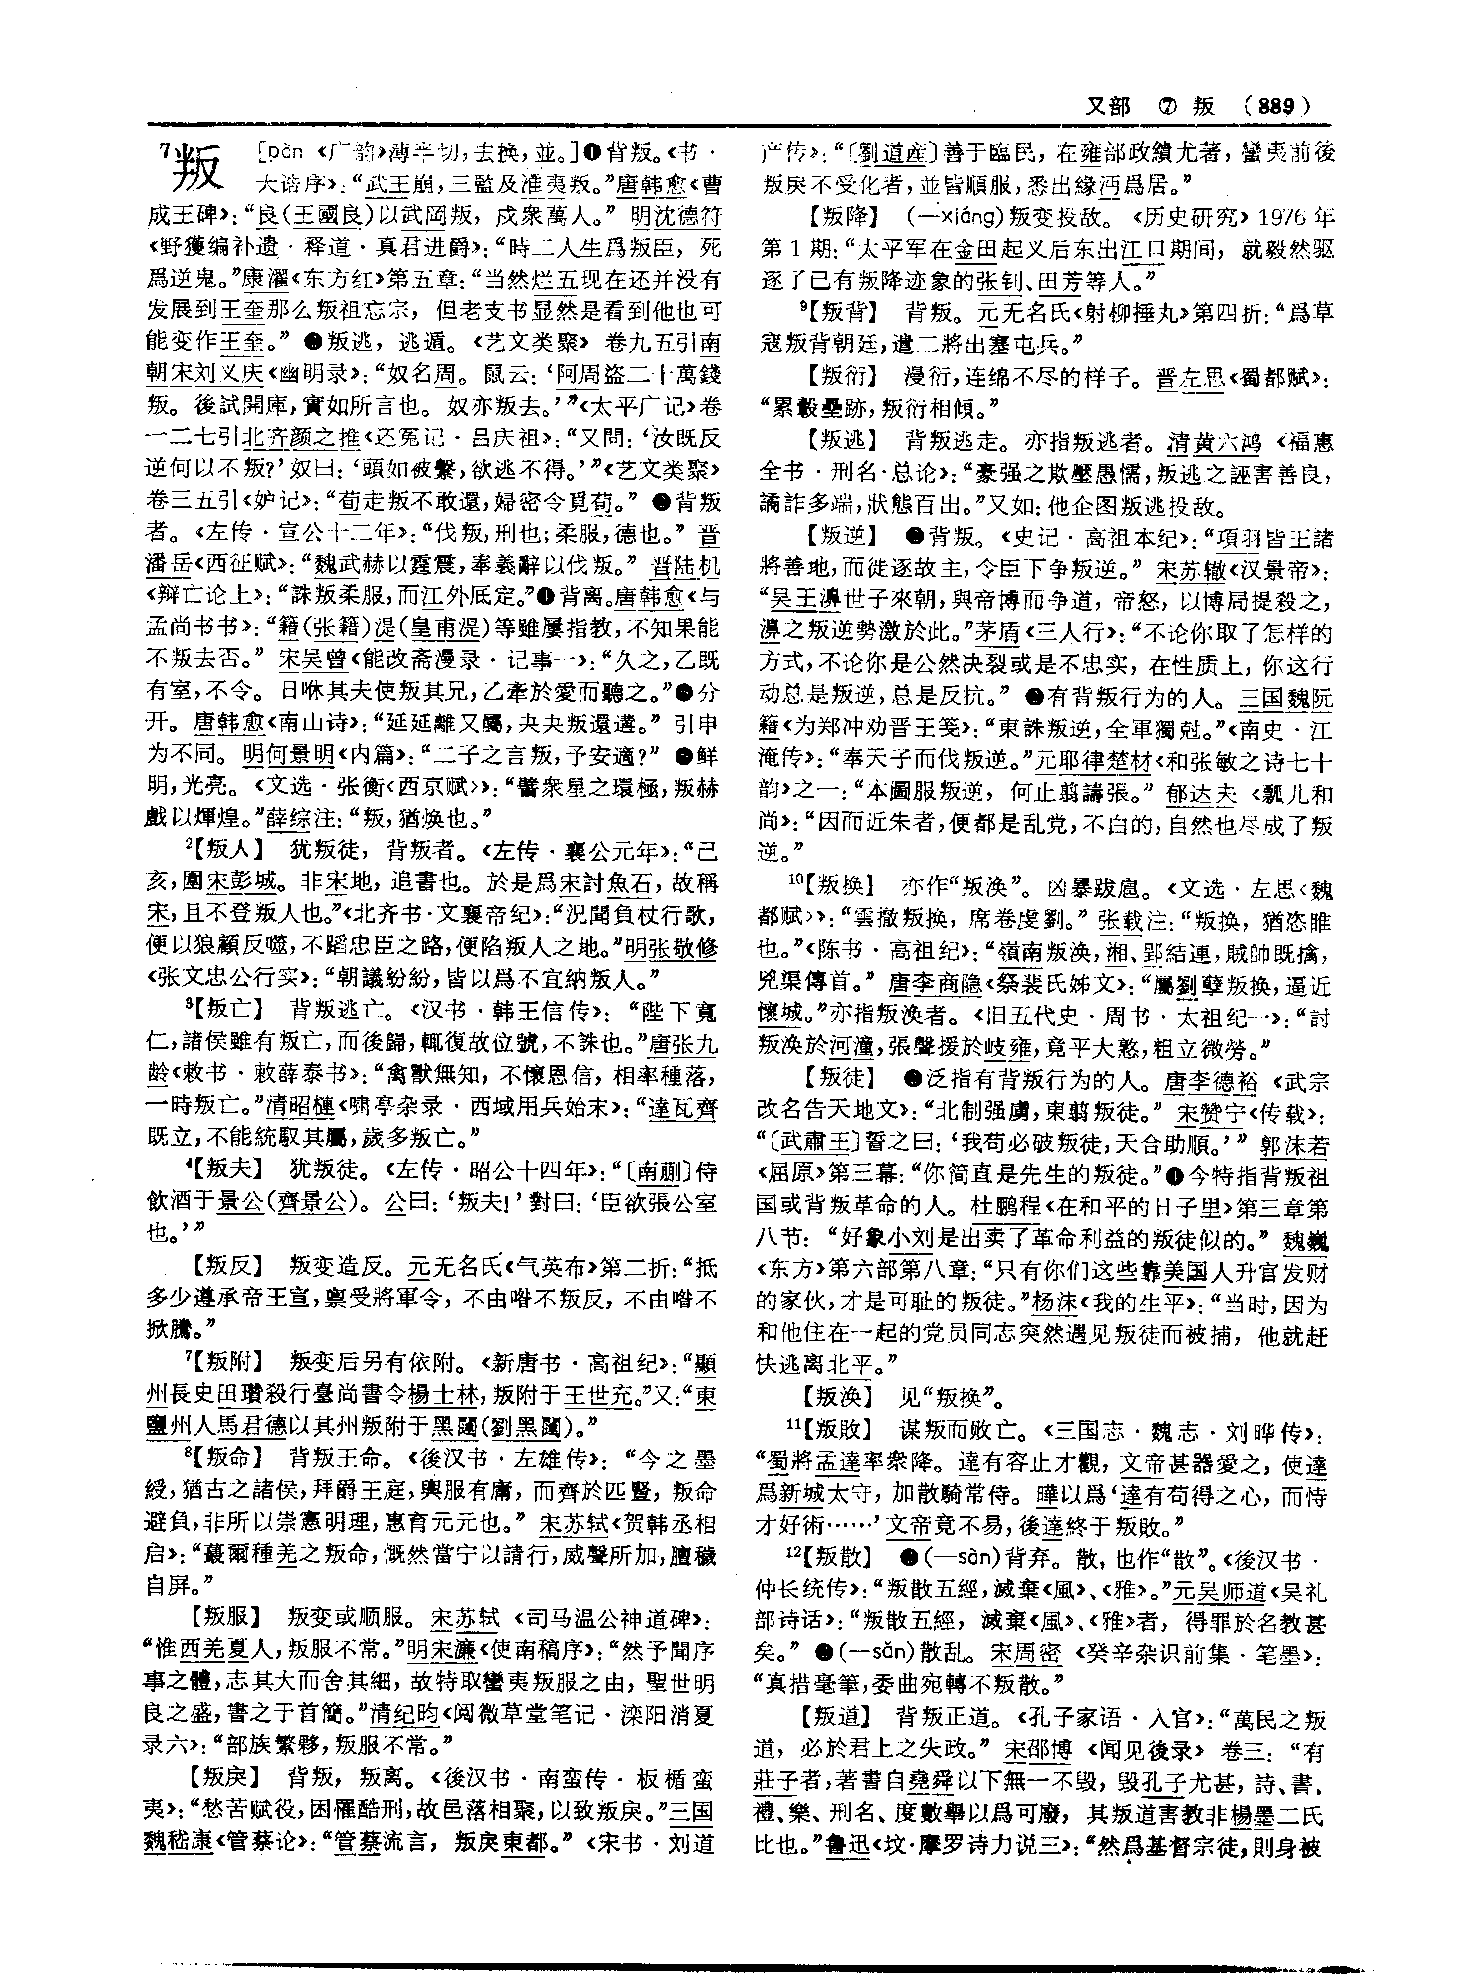 又部 ⑦ 叛 (889)
7叛 [pàn《广韵》薄半切,去换,並。]❶背叛。《书·
大诰序》:“武王崩,三監及淮夷叛。”唐韩愈《曹
成王碑》:“良(王國良)以武岡叛，戍衆萬人。” 明沈德符
《野獲编补遗·释道·真君进爵》:“時二人生爲叛臣，死
爲逆鬼。”康濯《东方红》第五章:“当然烂五现在还并没有
发展到王奎那么叛祖忘宗，但老支书显然是看到他也可
能变作王奎。” ❷叛逃，逃遁。《艺文类聚》卷九五引南
朝宋刘义庆《幽明录》:“奴名周。鼠云:‘阿周盗二十萬錢
叛。後試開庫,實如所言也。奴亦叛去。’”《太平广记》卷
一二七引北齐颜之推《还冤记·吕庆祖》:“又問:‘汝既反
逆何以不叛?’奴曰:‘頭如被繫,欲逃不得。’”《艺文类聚》
卷三五引《妒记》:“荀走叛不敢還,婦密令覓荀。” ❸背叛
者。《左传·宣公十二年》:“伐叛,刑也;柔服,德也。” 晋
潘岳《西征赋》:“魏武赫以霆震,奉義辭以伐叛。” 晋陆机
《辩亡论上》:“誅叛柔服,而江外厎定。”❹背离。唐韩愈《与
孟尚书书》:“籍(张籍)湜(皇甫湜)等雖屢指教,不知果能
不叛去否。” 宋吴曾《能改斋漫录·记事一》:“久之,乙既
有室,不令。日咻其夫使叛其兄,乙牽於愛而聽之。”❺分
开。唐韩愈《南山诗》:“延延離又屬,夬夬叛還遘。” 引申
为不同。明何景明《内篇》:“二子之言叛,予安適?” ❻鲜
明,光亮。《文选·张衡〈西京赋〉》:“譬衆星之環極,叛赫
戲以煇煌。”薛综注:“叛,猶焕也。”
2【叛人】 犹叛徒，背叛者。《左传·襄公元年》:“己
亥,圍宋彭城。非宋地，追書也。於是爲宋討魚石，故稱
宋,且不登叛人也。”《北齐书·文襄帝纪》:“況聞負杖行歌,
便以狼顧反噬,不蹈忠臣之路,便陷叛人之地。”明张敬修
《张文忠公行实》:“朝議紛紛,皆以爲不宜納叛人。”
3【叛亡】 背叛逃亡。《汉书·韩王信传》:“陛下寬
仁,諸侯雖有叛亡,而後歸,輒復故位號,不誅也。”唐张九
龄《敕书·敕薛泰书》:“禽獸無知，不懷恩信，相率種落，
一時叛亡。”清昭槤《啸亭杂录·西域用兵始末》:“達瓦齊
既立,不能統馭其屬,歲多叛亡。”
4【叛夫】 犹叛徒。《左传·昭公十四年》:“〔南蒯〕侍
飲酒于景公(齊景公)。公曰:‘叛夫!’對曰:‘臣欲張公室
也。’”
【叛反】 叛变造反。元无名氏《气英布》第二折:“抵
多少遵承帝王宣,禀受將軍令，不由喒不叛反，不由喒不
掀騰。”
7【叛附】 叛变后另有依附。《新唐书·高祖纪》:“顯
州長史田瓚殺行臺尚書令楊士林,叛附于王世充。”又:“東
鹽州人馬君德以其州叛附于黑闥(劉黑闥)。”
8【叛命】 背叛王命。《後汉书·左雄传》:“今之墨
綬,猶古之諸侯,拜爵王庭,輿服有庸，而齊於匹豎，叛命
避負,非所以崇憲明理,惠育元元也。” 宋苏轼《贺韩丞相
启》:“蕞爾種羌之叛命,慨然當宁以請行,威聲所加,膻穢
自屏。”
【叛服】 叛变或顺服。宋苏轼《司马温公神道碑》:
“惟西羌夏人,叛服不常。”明宋濂《使南稿序》:“然予聞序
事之體,志其大而舍其細，故特取蠻夷叛服之由，聖世明
良之盛,書之于首簡。”清纪昀《阅微草堂笔记·滦阳消夏
录六》:“部族繁夥,叛服不常。”
【叛戾】 背叛，叛离。《後汉书·南蛮传·板楯蛮
夷》:“愁苦赋役,困罹酷刑,故邑落相聚,以致叛戾。”三国
魏嵇康《管蔡论》:“管蔡流言，叛戾東都。”《宋书·刘道
产传》:“〔劉道產〕善于臨民，在雍部政績尤著，蠻夷前後
叛戾不受化者,並皆順服,悉出緣沔爲居。”
【叛降】 (一xiáng)叛变投敌。《历史研究》1976年
第1期:“太平军在金田起义后东出江口期间，就毅然驱
逐了已有叛降迹象的张钊、田芳等人。”
9【叛背】 背叛。元无名氏《射柳捶丸》第四折:“爲草
寇叛背朝廷,遣二將出塞屯兵。”
【叛衍】 漫衍,连绵不尽的样子。晋左思《蜀都赋》:
“累轂疊跡,叛衍相傾。”
【叛逃】 背叛逃走。亦指叛逃者。清黄六鸿《福惠
全书·刑名·总论》:“豪强之欺壓愚懦,叛逃之誣害善良,
譎詐多端,狀態百出。”又如:他企图叛逃投敌。
【叛逆】 ❶背叛。《史记·高祖本纪》:“項羽皆王諸
將善地,而徙逐故主,令臣下争叛逆。” 宋苏辙《汉景帝》:
“吴王濞世子來朝,與帝博而争道，帝怒，以博局提殺之,
濞之叛逆勢激於此。”茅盾《三人行》:“不论你取了怎样的
方式,不论你是公然决裂或是不忠实，在性质上，你这行
动总是叛逆,总是反抗。” ❷有背叛行为的人。三国魏阮
籍《为郑冲劝晋王笺》:“東誅叛逆,全軍獨尅。”《南史·江
淹传》:“奉天子而伐叛逆。”元耶律楚材《和张敏之诗七十
韵》之一:“本圖服叛逆，何止翦譸張。” 郁达夫《瓢儿和
尚》:“因而近朱者,便都是乱党,不白的,自然也尽成了叛
逆。”
10【叛换】 亦作“叛涣”。凶暴跋扈。《文选·左思〈魏
都赋〉》:“雲撤叛换，席卷虔劉。” 张载注:“叛换，猶恣睢
也。”《陈书·高祖纪》:“嶺南叛涣,湘、郢結連,賊帥既擒,
兇渠傳首。” 唐李商隐《祭裴氏姊文》:“屬劉孽叛换,逼近
懷城。”亦指叛涣者。《旧五代史·周书·太祖纪一》:“討
叛涣於河潼,張聲援於岐雍,竟平大憝,粗立微勞。”
【叛徒】 ❶泛指有背叛行为的人。唐李德裕《武宗
改名告天地文》:“北制强虜,東翦叛徒。” 宋赞宁《传载》:
“〔武肅王〕誓之曰:‘我苟必破叛徒,天合助順。’” 郭沫若
《屈原》第三幕:“你简直是先生的叛徒。”❷今特指背叛祖
国或背叛革命的人。杜鹏程《在和平的日子里》第三章第
八节:“好象小刘是出卖了革命利益的叛徒似的。” 魏巍
《东方》第六部第八章:“只有你们这些靠美国人升官发财
的家伙,才是可耻的叛徒。”杨沫《我的生平》:“当时,因为
和他住在一起的党员同志突然遇见叛徒而被捕，他就赶
快逃离北平。”
【叛涣】 见“叛换”。
11【叛敗】 谋叛而败亡。《三国志·魏志·刘晔传》:
“蜀將孟達率衆降。達有容止才觀，文帝甚器愛之，使達
爲新城太守，加散騎常侍。曄以爲‘達有苟得之心，而恃
才好術……’文帝竟不易,後達終于叛敗。”
12【叛散】 ❶(一sàn)背弃。散，也作“㪚”。《後汉书·
仲长统传》:“叛散五經,滅棄《風》、《雅》。”元吴师道《吴礼
部诗话》:“叛散五經，滅棄《風》、《雅》者，得罪於名教甚
矣。” ❷(一sǎn)散乱。宋周密《癸辛杂识前集·笔墨》:
“真措毫筆,委曲宛轉不叛散。”
【叛道】 背叛正道。《孔子家语·入官》:“萬民之叛
道，必於君上之失政。” 宋邵博《闻见後录》卷三:“有
莊子者,著書自堯舜以下無一不毁，毁孔子尤甚，詩、書、
禮、樂、刑名、度數舉以爲可廢，其叛道害教非楊墨二氏
比也。”鲁迅《坟·摩罗诗力说三》:“然爲基督宗徒,則身被